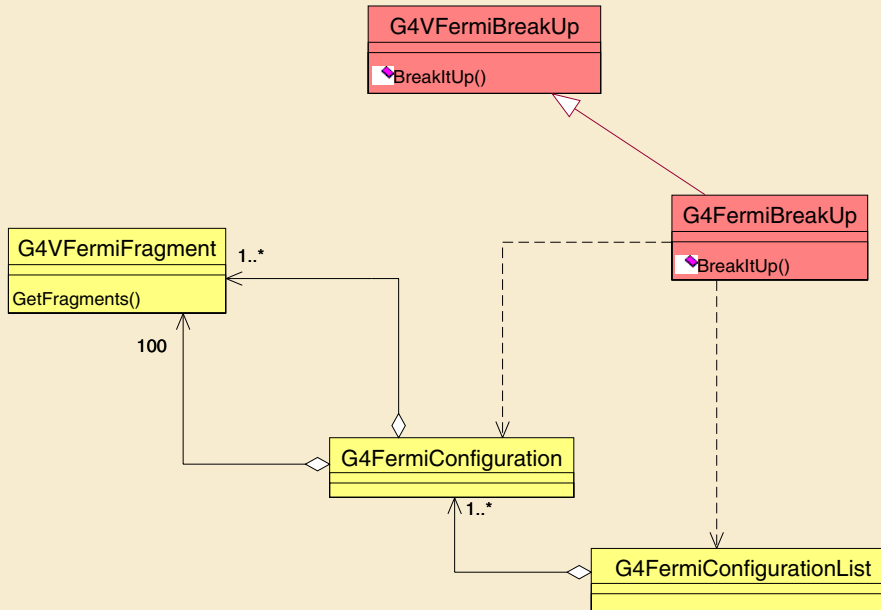 G4VFermiBreakUp
BreakItUp()
G4FermiBreakUp
BreakItUp()
G4VFermiFragment
GetFragments()
1..*
100
G4FermiConfiguration
1..*
G4FermiConfigurationList